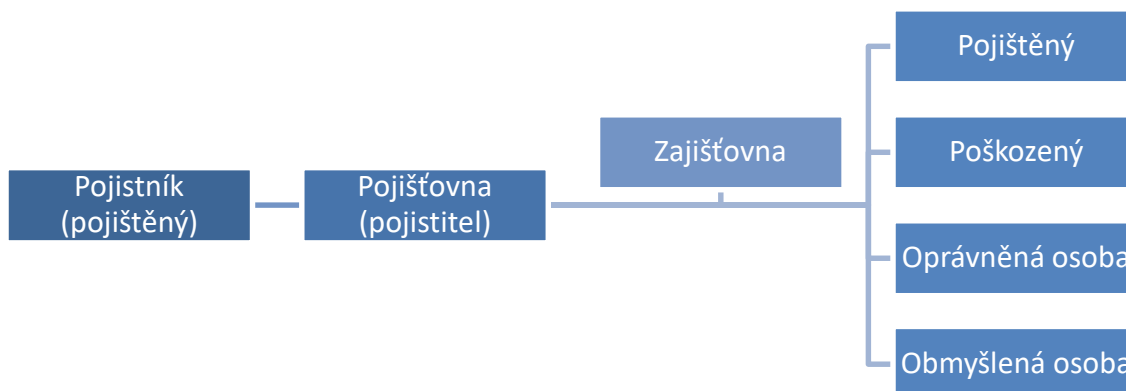 Pojistník
(pojištěný)
Pojišťovna
(pojistitel)
Zajišťovna
Pojištěný
Poškozený
Oprávněná osoba
Obmyšlená osoba